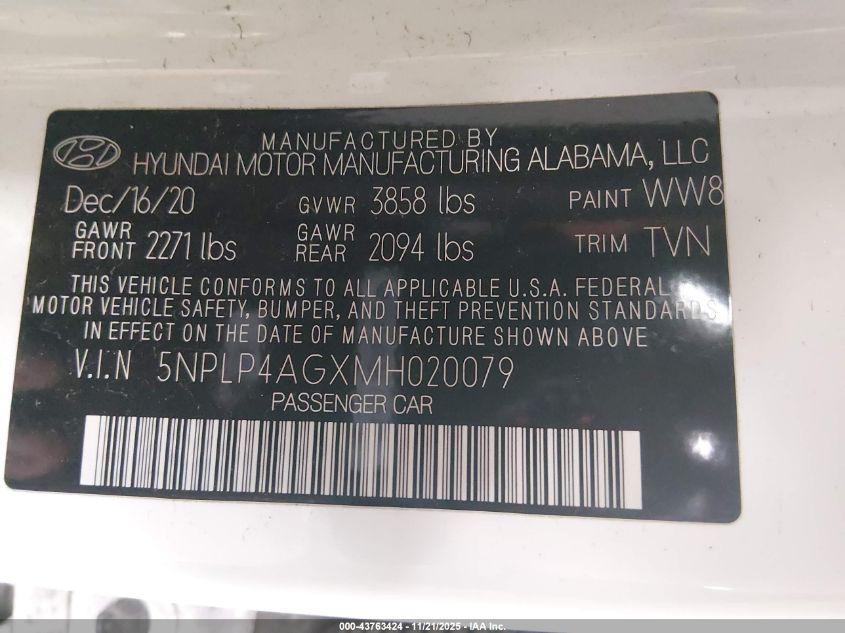 MANUFACTURED BY
HYUNDAI MOTOR MANUFACTURING ALABAMA, LLC
Dec/16/20 GVWR 3858 lbs PAINT WW8
GAWR FRONT 2271 lbs GAWR REAR 2094 lbs TRIM TVN
THIS VEHICLE CONFORMS TO ALL APPLICABLE U.S.A. FEDERAL
MOTOR VEHICLE SAFETY, BUMPER, AND THEFT PREVENTION STANDARDS
IN EFFECT ON THE DATE OF MANUFACTURE SHOWN ABOVE
V.I.N 5NPLP4AGXMH020079
PASSENGER CAR
000-43763424 - 11/21/2025 - IAA Inc.